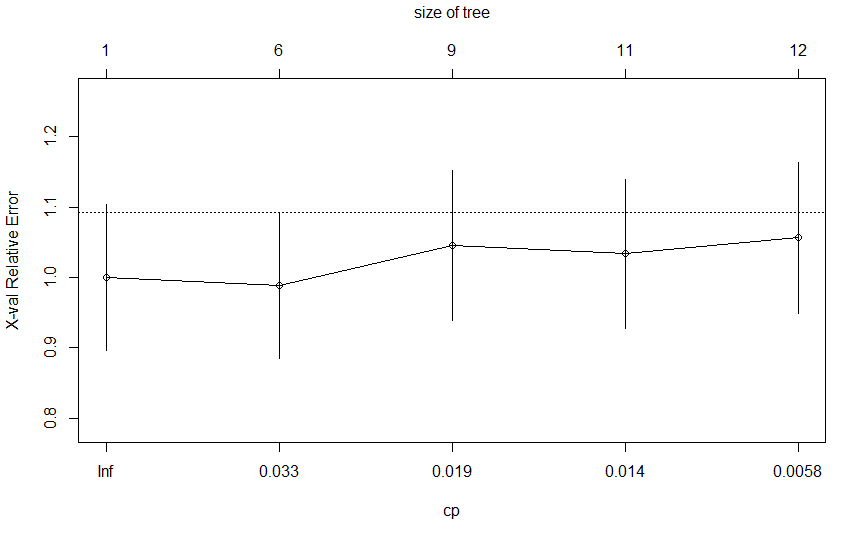 size of tree
1 6 9 11 12
X-val Relative Error
1.2
1.1
1.0
0.9
0.8
Inf 0.033 0.019 0.014 0.0058
cp